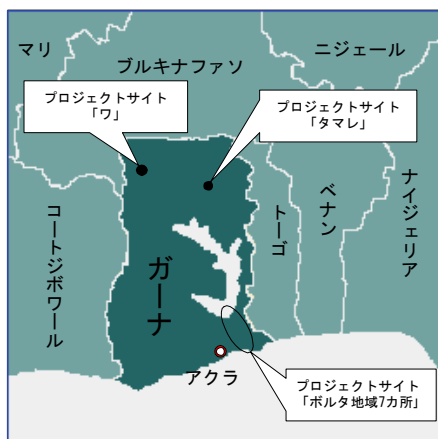 マリ
ニジェール
ブルキナファソ
プロジェクトサイト
「ワ」
プロジェクトサイト
「タマレ」
コートジボワール
ガーナ
トーゴ
ベナン
ナイジェリア
アクラ
プロジェクトサイト
「ボルタ地域7カ所」